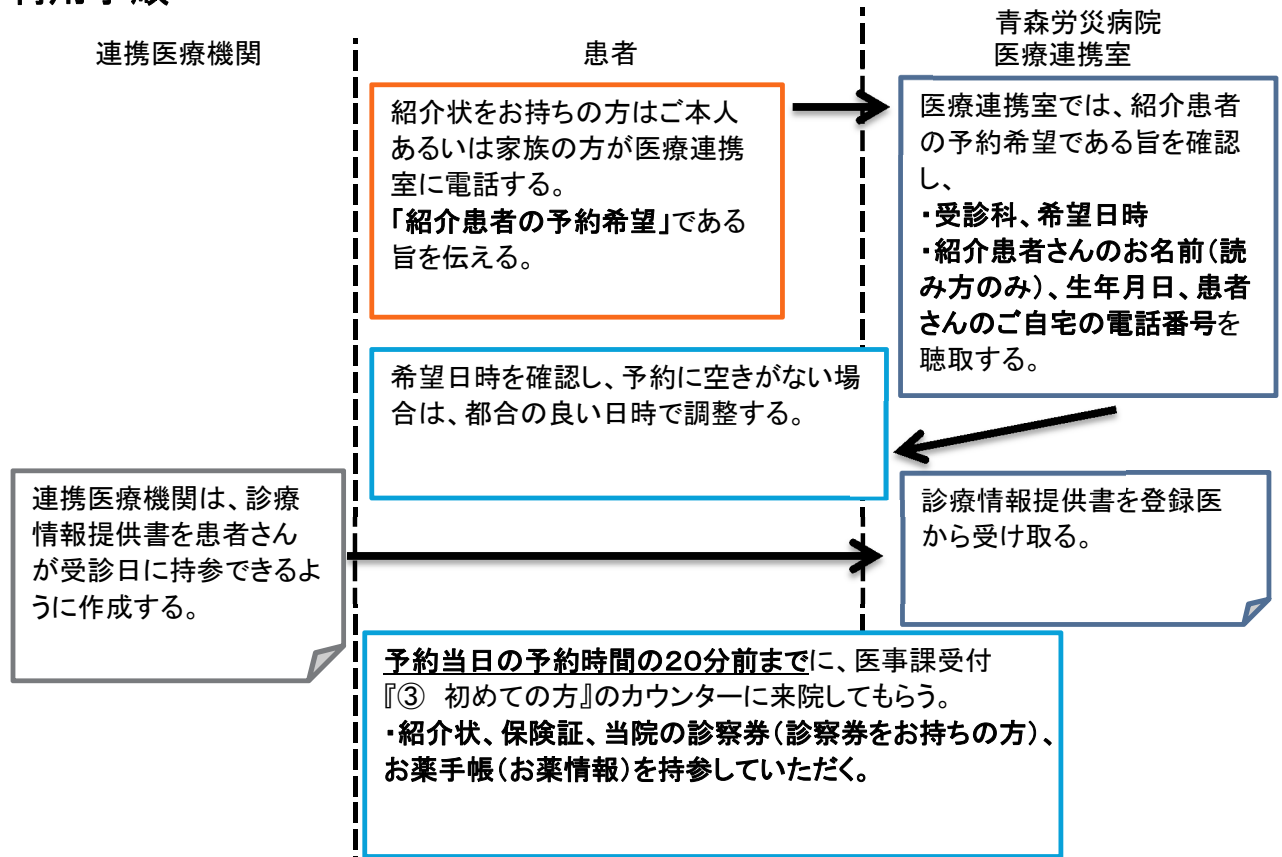 連携医療機関
患者
青森労災病院
医療連携室
紹介状をお持ちの方はご本人
あるいは家族の方が医療連携
室に電話する。
「紹介患者の予約希望」である
旨を伝える。
医療連携室では、紹介患者
の予約希望である旨を確認
し、
・受診科、希望日時
・紹介患者さんのお名前（読
み方のみ）、生年月日、患者
さんのご自宅の電話番号を
聴取する。
希望日時を確認し、予約に空きがない場
合は、都合の良い日時で調整する。
連携医療機関は、診療
情報提供書を患者さん
が受診日に持参できるよ
うに作成する。
診療情報提供書を登録医
から受け取る。
予約当日の予約時間の２０分前までに、医事課受付
『③　初めての方』のカウンターに来院してもらう。
・紹介状、保険証、当院の診察券（診察券をお持ちの方）、
お薬手帳（お薬情報）を持参していただく。